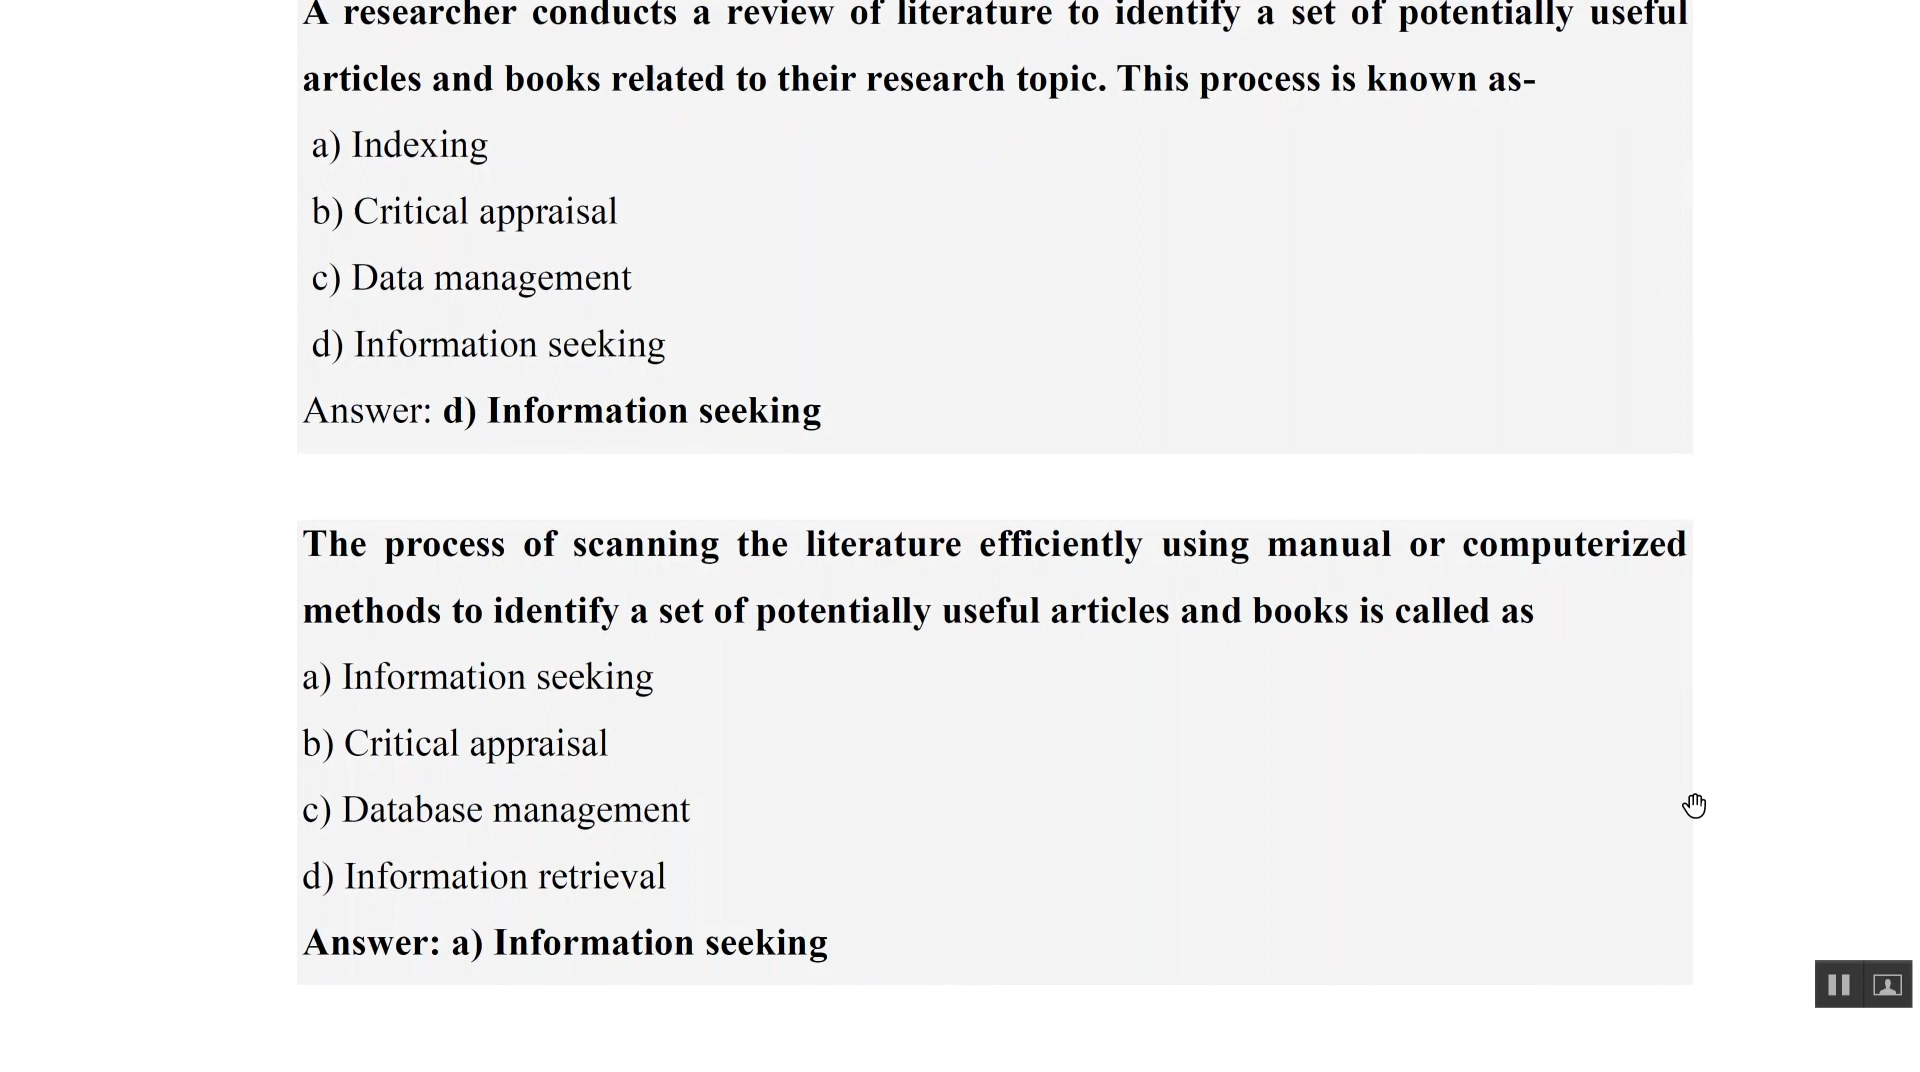 A researcher conducts a review of literature to identify a set of potentially useful
articles and books related to their research topic. This process is known as-
a) Indexing
b) Critical appraisal
c) Data management
d) Information seeking
Answer: d) Information seeking
The process of scanning the literature efficiently using manual or computerized
methods to identify a set of potentially useful articles and books is called as
a) Information seeking
b) Critical appraisal
c) Database management
d) Information retrieval
Answer: a) Information seeking